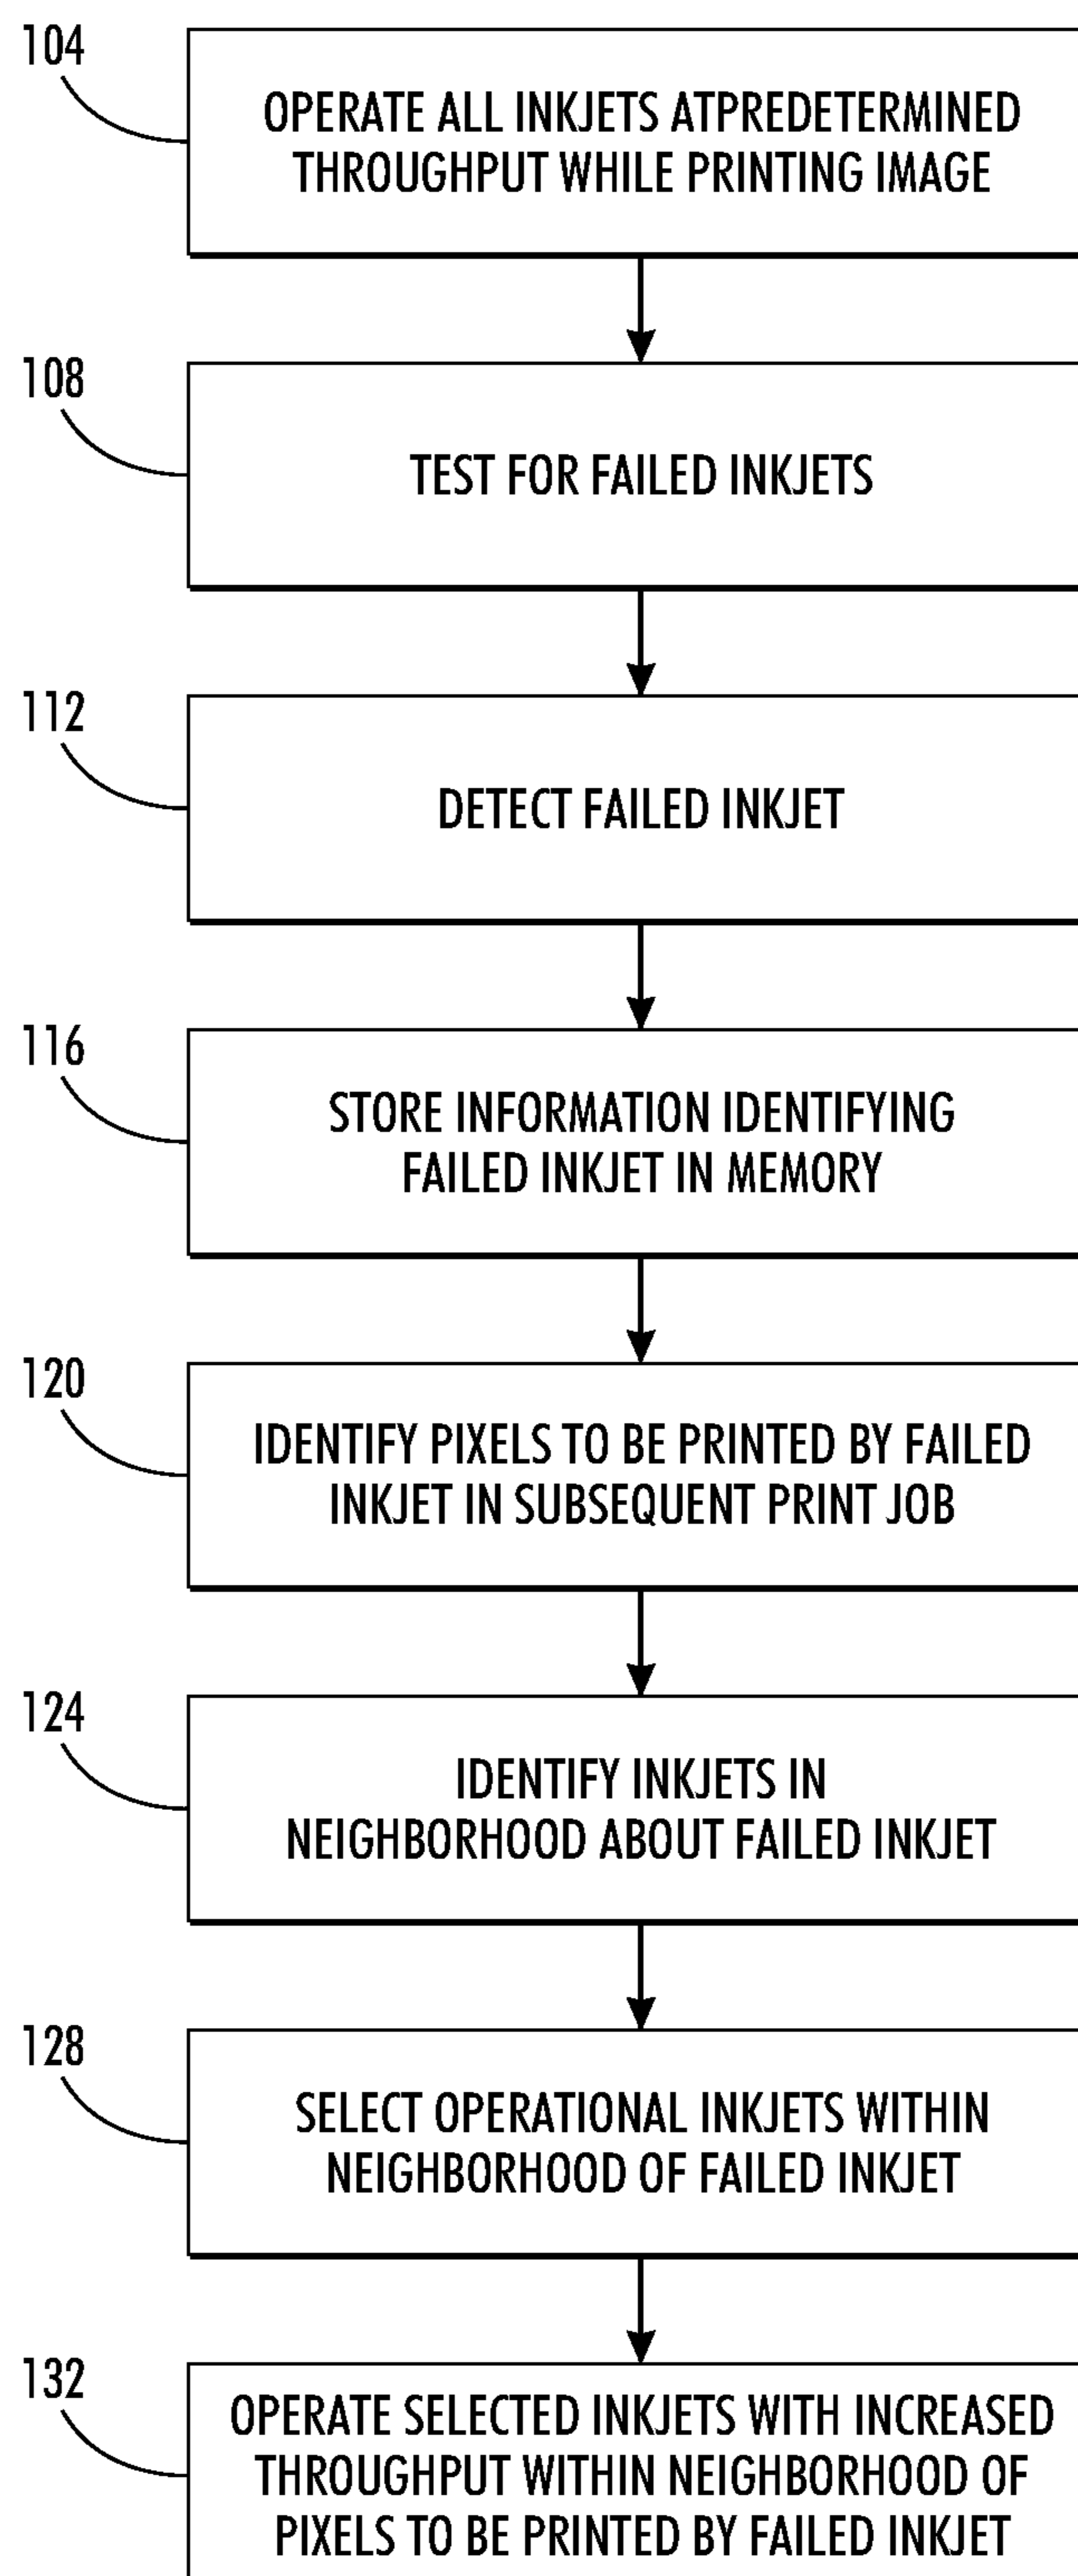 104
OPERATE ALL INKJETS ATPREDETERMINED
THROUGHPUT WHILE PRINTING IMAGE
108
TEST FOR FAILED INKJETS
112
DETECT FAILED INKJET
116
STORE INFORMATION IDENTIFYING
FAILED INKJET IN MEMORY
120
IDENTIFY PIXELS TO BE PRINTED BY FAILED
INKJET IN SUBSEQUENT PRINT JOB
124
IDENTIFY INKJETS IN
NEIGHBORHOOD ABOUT FAILED INKJET
128
SELECT OPERATIONAL INKJETS WITHIN
NEIGHBORHOOD OF FAILED INKJET
132
OPERATE SELECTED INKJETS WITH INCREASED
THROUGHPUT WITHIN NEIGHBORHOOD OF
PIXELS TO BE PRINTED BY FAILED INKJET